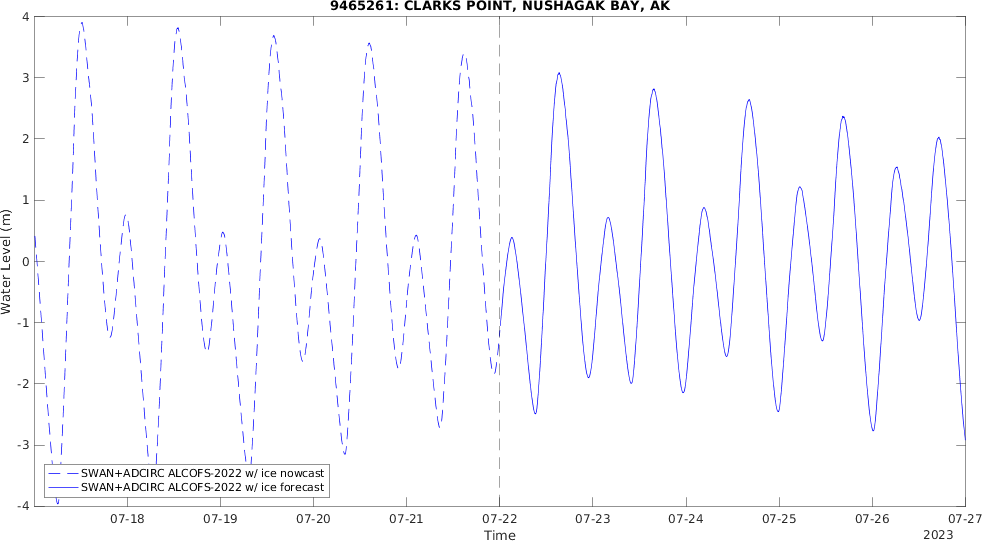 9465261: CLARKS POINT, NUSHAGAK BAY, AK
Water Level (m)
4
3
2
1
0
-1
-2
-3
-4
SWAN+ADCIRC ALCOFS-2022 w/ ice nowcast
SWAN+ADCIRC ALCOFS-2022 w/ ice forecast
07-18 07-19 07-20 07-21 07-22 07-23 07-24 07-25 07-26 07-27
Time
2023